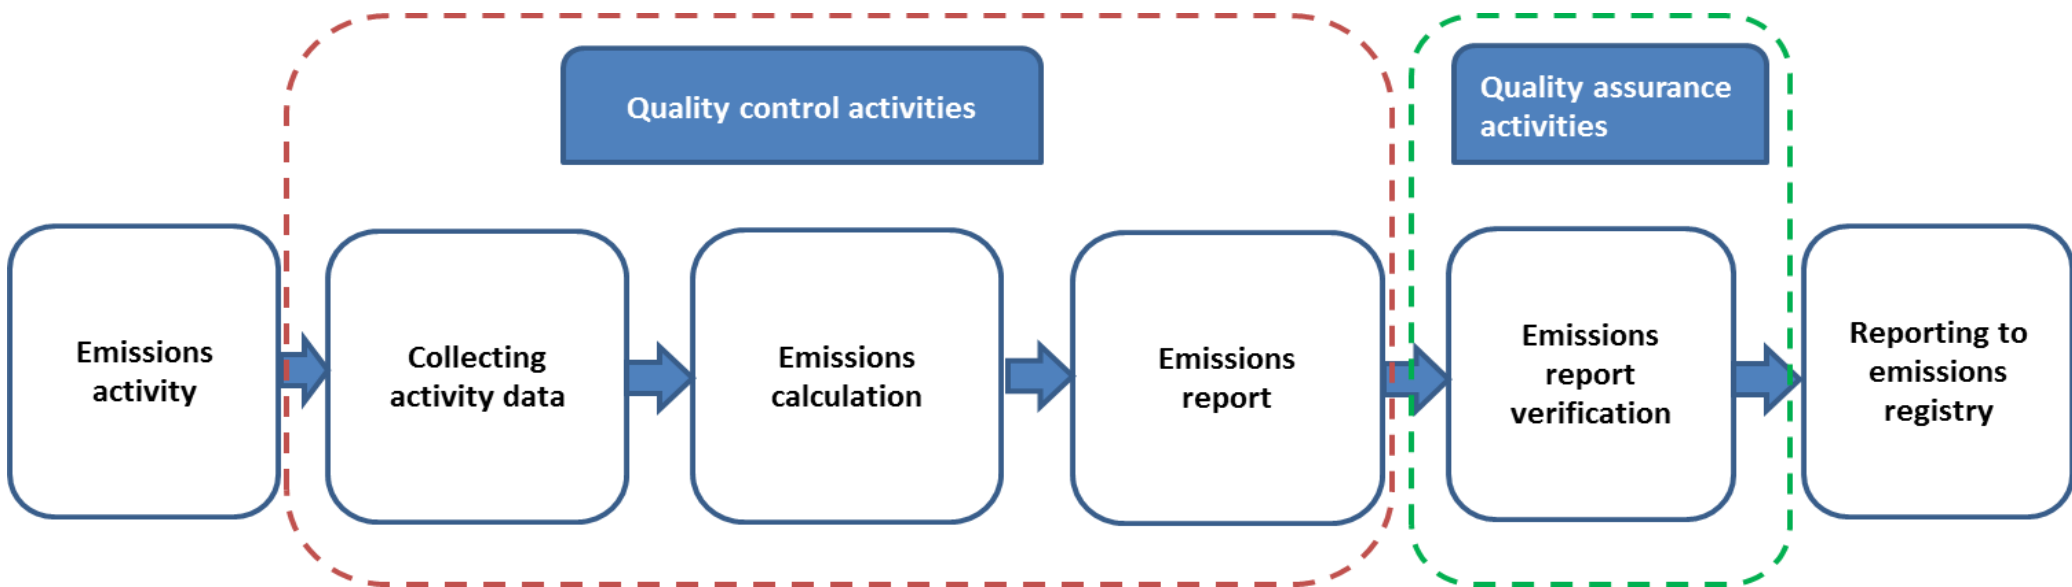 Quality control activities
Quality assurance
activities
Emissions
activity
Collecting
activity data
Emissions
calculation
Emissions
report
Emissions
report
verification
Reporting to
emissions
registry